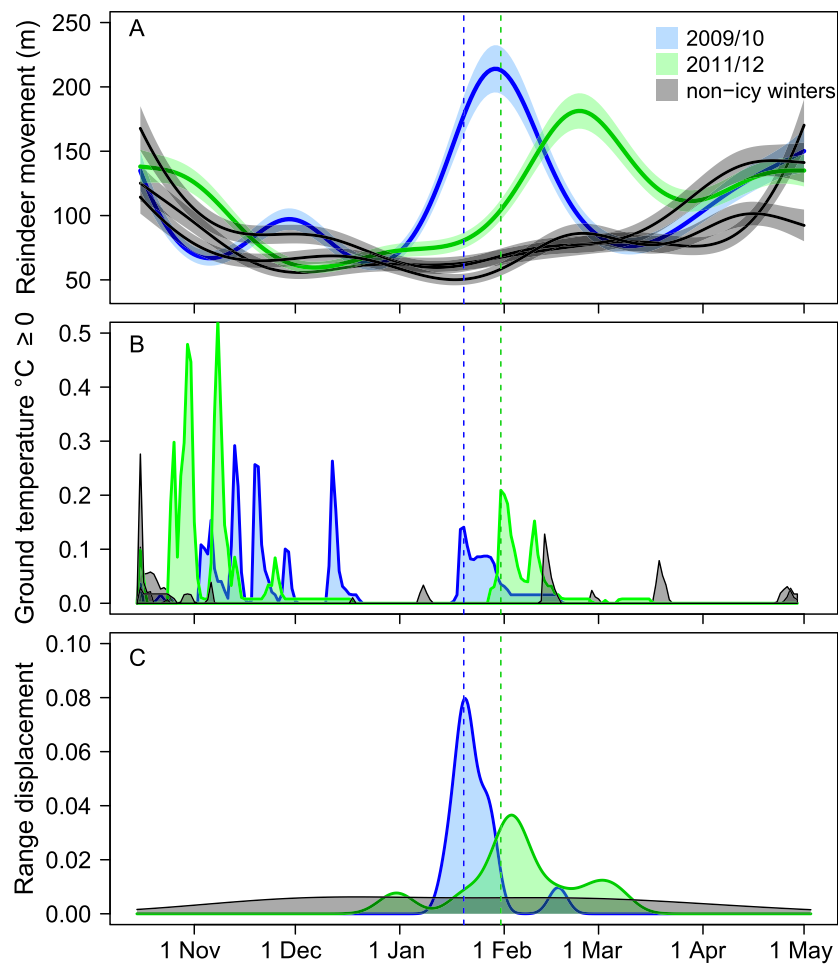 A
2009/10
2011/12
non−icy winters
Reindeer movement (m)
250
200
150
100
50
B
Ground temperature °C ≥ 0
0.5
0.4
0.3
0.2
0.1
0.0
C
Range displacement
0.10
0.08
0.06
0.04
0.02
0.00
1 Nov 1 Dec 1 Jan 1 Feb 1 Mar 1 Apr 1 May